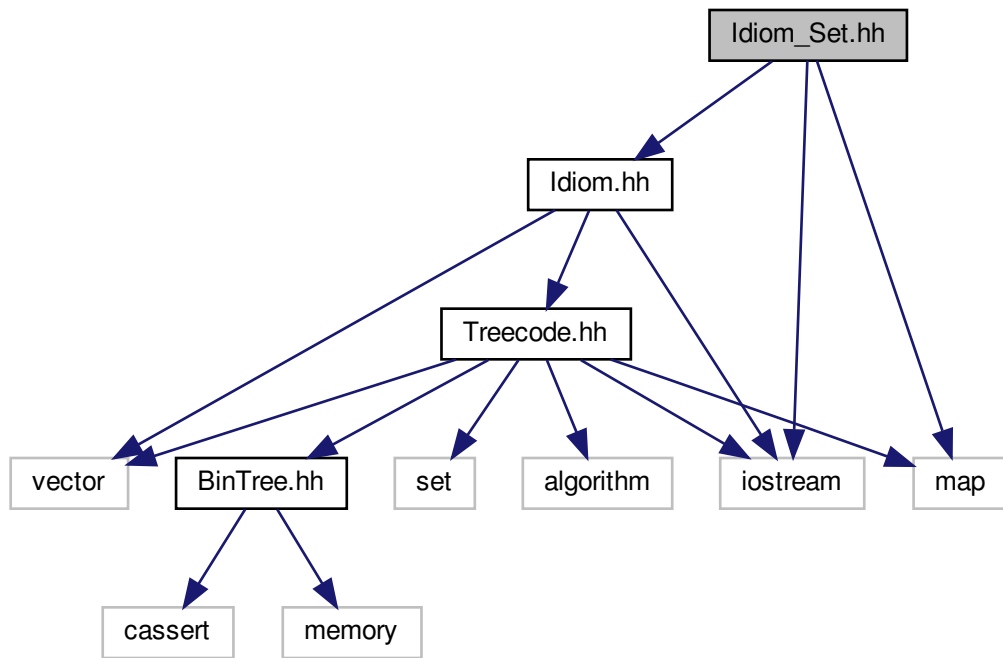 Idiom_Set.hh
Idiom.hh
Treecode.hh
vector
BinTree.hh
set
algorithm
iostream
map
cassert
memory